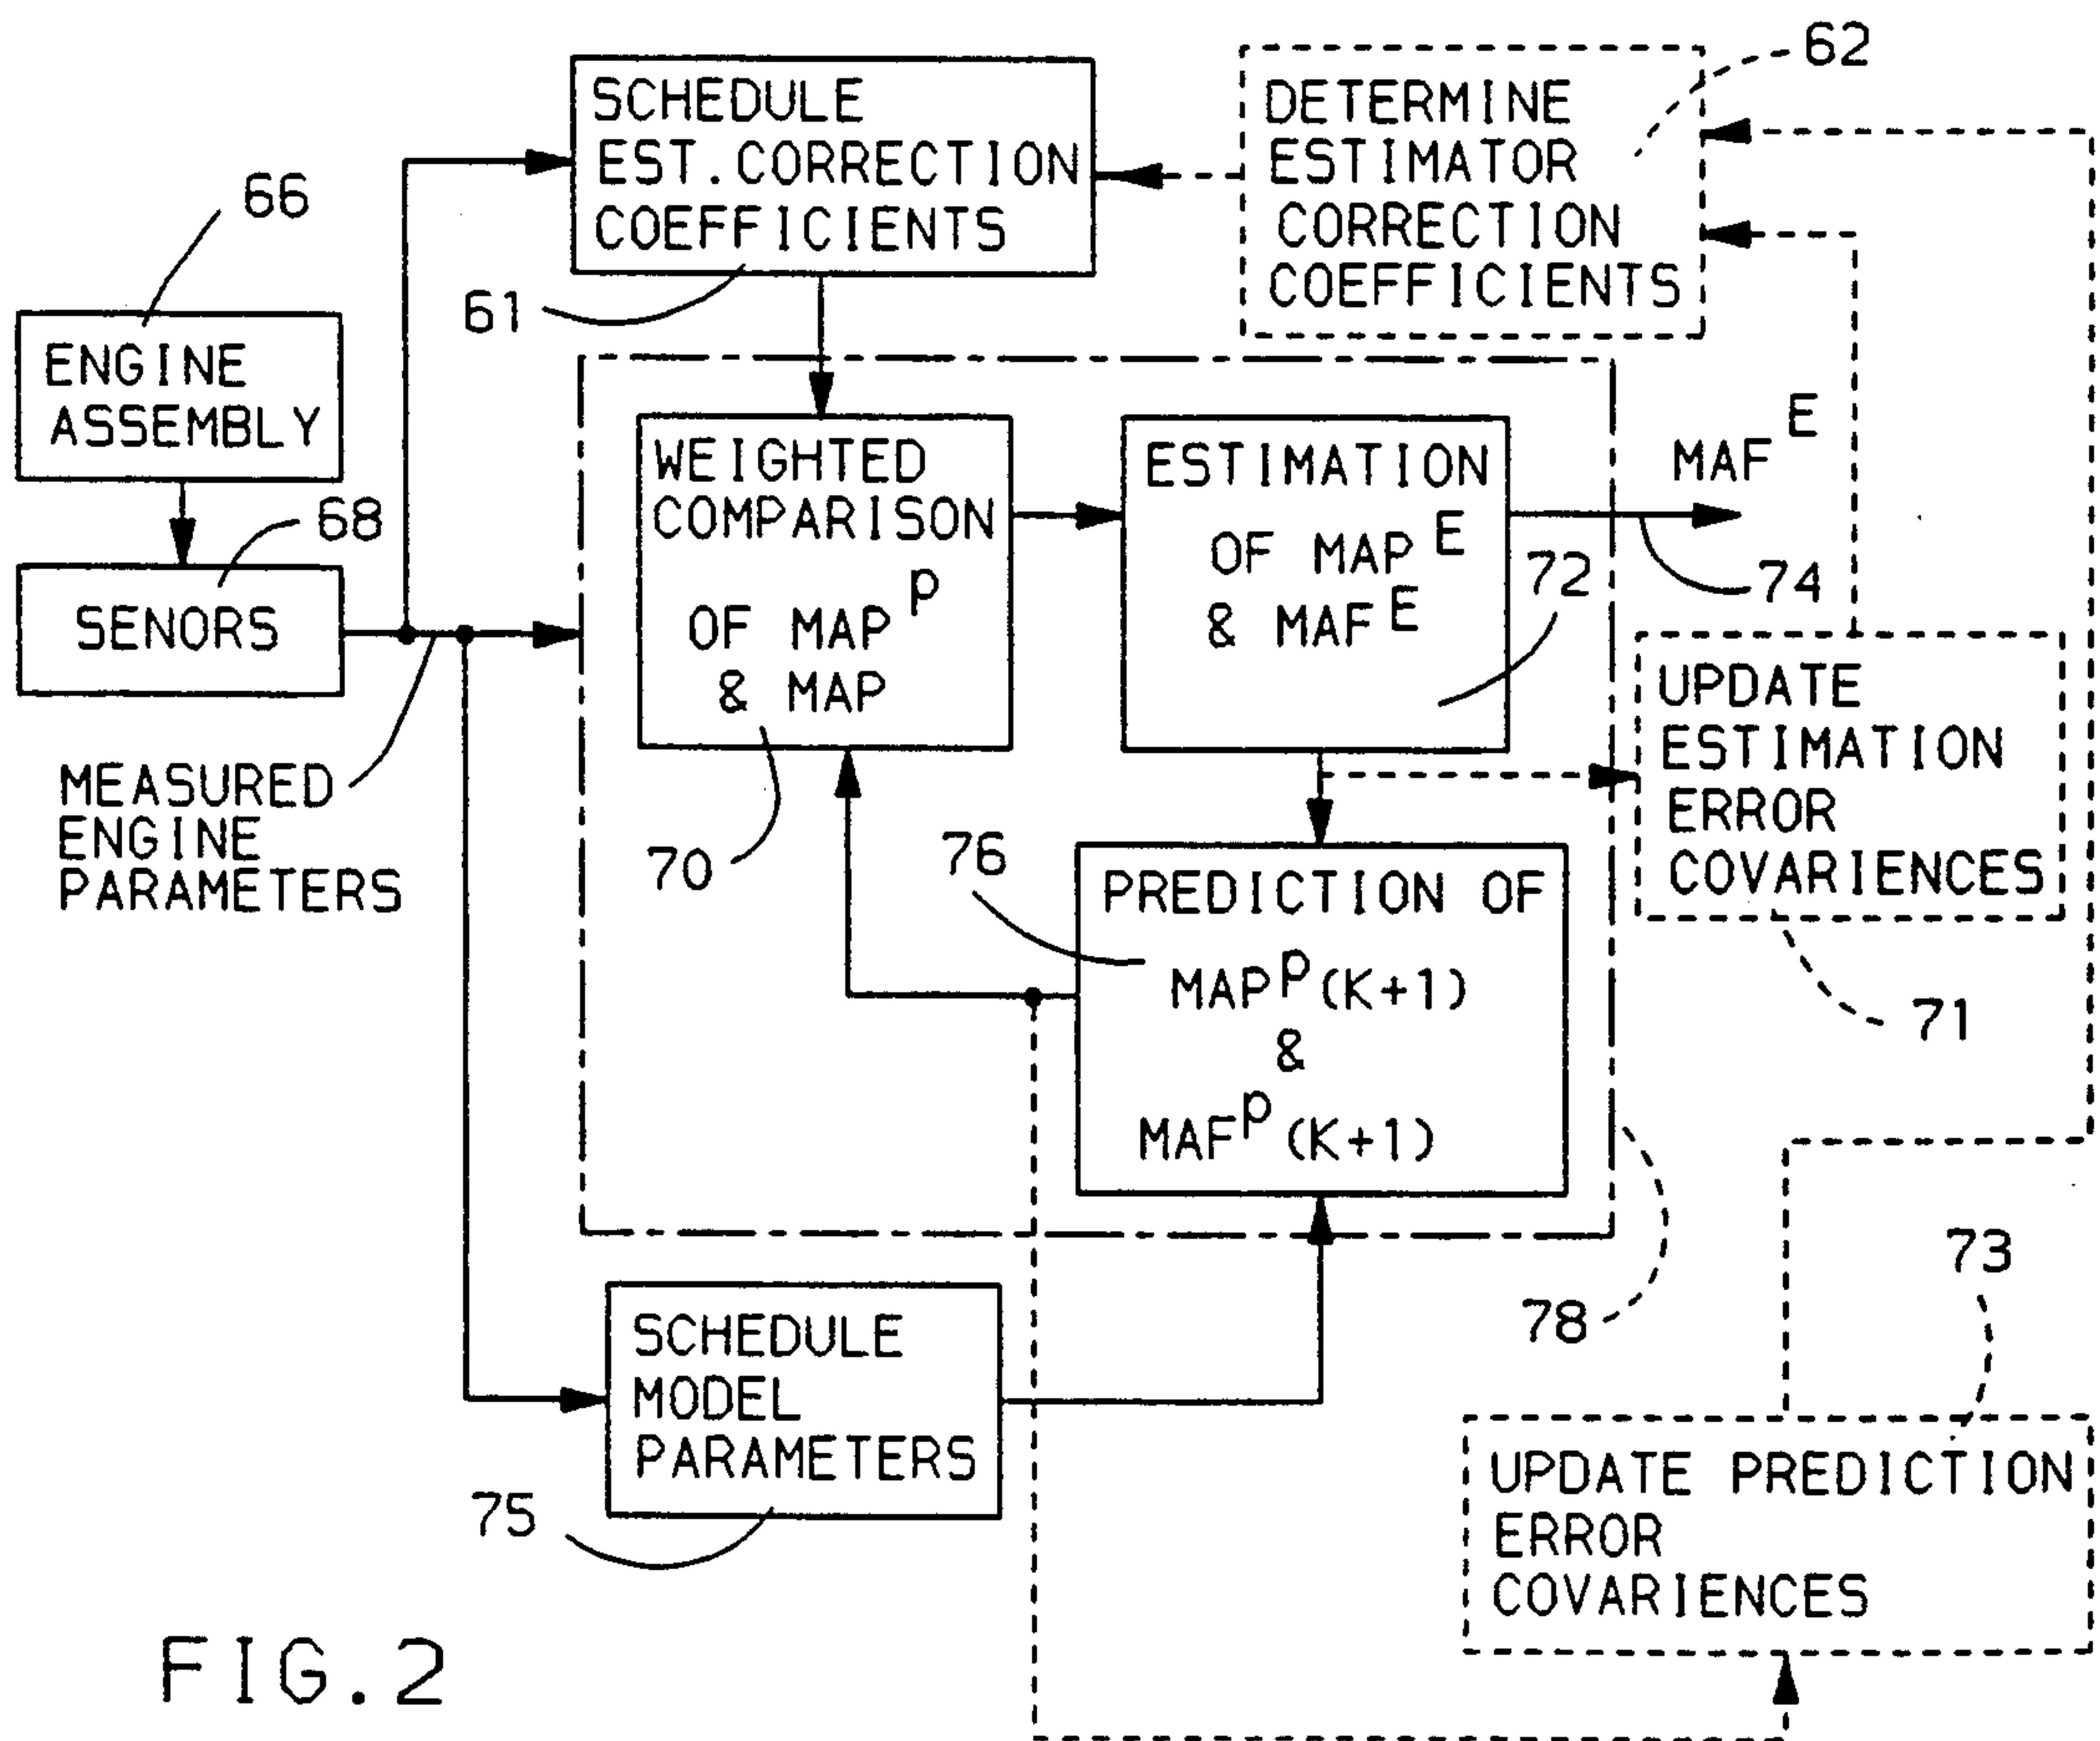 62
SCHEDULE
EST. CORRECTION
COEFFICIENTS
DETERMINE
ESTIMATOR
CORRECTION
COEFFICIENTS
66
61
ENGINE
ASSEMBLY
68
SENORS
WEIGHTED
COMPARISON
OF MAP P
& MAP
70
ESTIMATION
OF MAP E
& MAF E
72
MAF E
74
MEASURED
ENGINE
PARAMETERS
UPDATE
ESTIMATION
ERROR
COVARIENCES
71
76
PREDICTION OF
MAP P (K+1)
&
MAF P (K+1)
78
73
SCHEDULE
MODEL
PARAMETERS
75
UPDATE PREDICTION
ERROR
COVARIENCES
FIG. 2